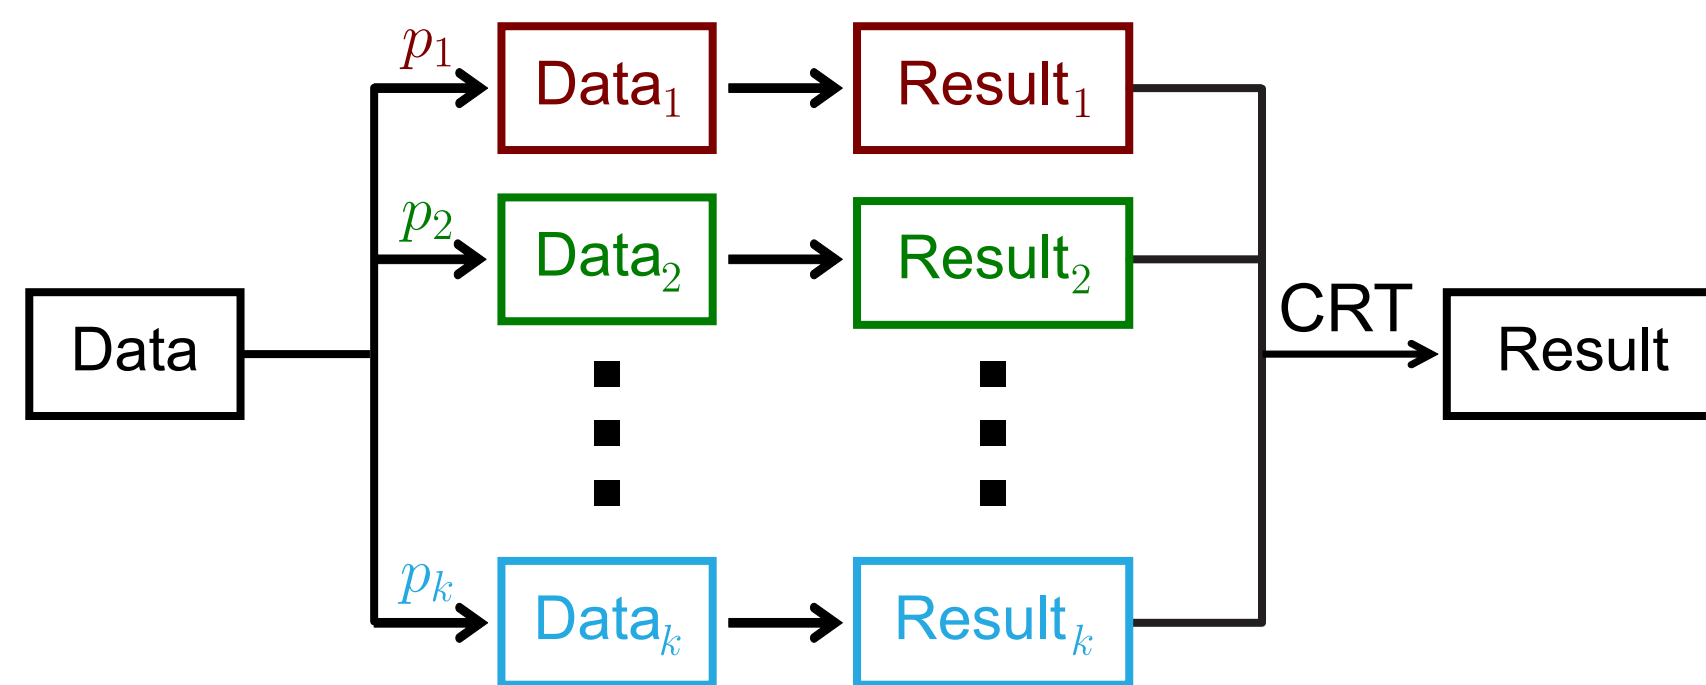 p₁
Data₁
Result₁
p₂
Data₂
Result₂
Data
CRT
Result
pₖ
Dataₖ
Resultₖ